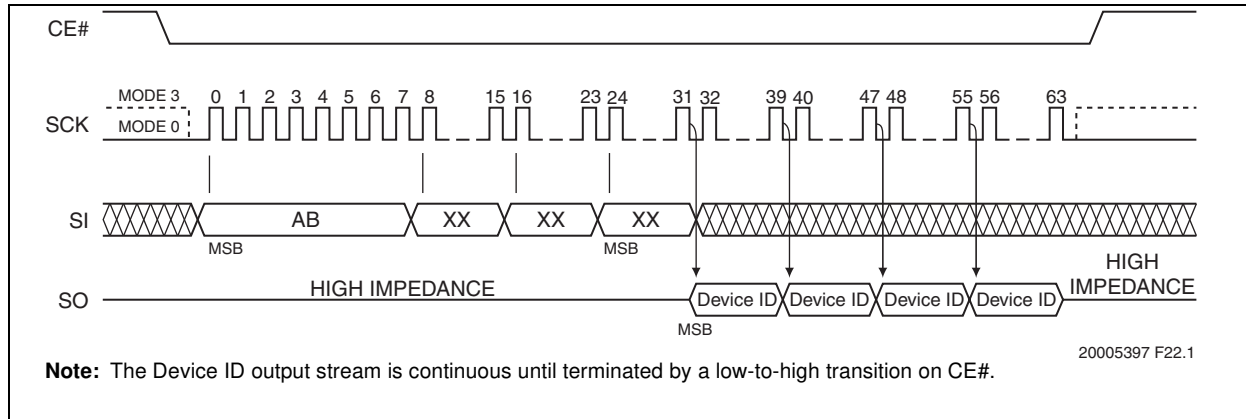 CE#
MODE 3
0 1 2 3 4 5 6 7 8 15 16 23 24 31 32 39 40 47 48 55 56 63
SCK
MODE 0
SI
AB XX XX XX
MSB MSB
HIGH IMPEDANCE
HIGH
IMPEDANCE
SO
Device ID Device ID Device ID Device ID
MSB
20005397 F22.1
Note: The Device ID output stream is continuous until terminated by a low-to-high transition on CE#.